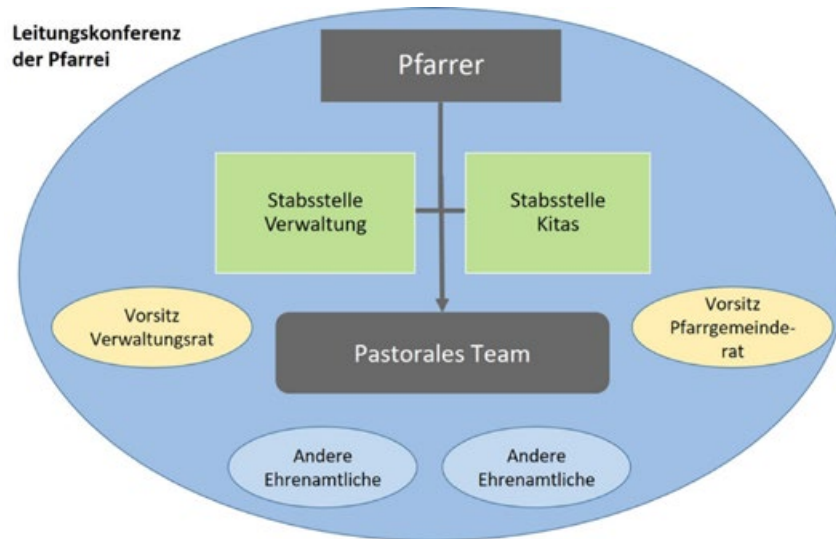 Leitungskonferenz
der Pfarrei
Pfarrer
Stabsstelle
Verwaltung
Stabsstelle
Kitas
Vorsitz
Verwaltungsrat
Vorsitz
Pfarrgemeinde-
rat
Pastorales Team
Andere
Ehrenamtliche
Andere
Ehrenamtliche